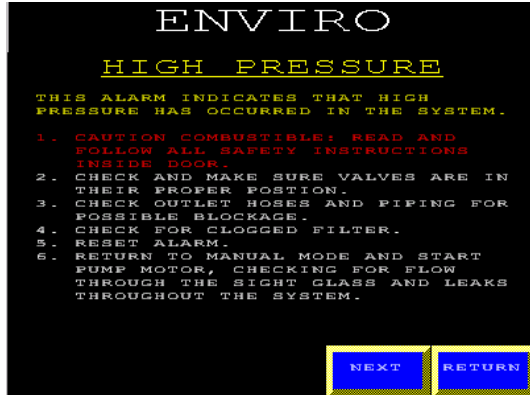 ENVIRO
HIGH PRESSURE
THIS ALARM INDICATES THAT HIGH
PRESSURE HAS OCCURRED IN THE SYSTEM.
1. CAUTION COMBUSTIBLE: READ AND
FOLLOW ALL SAFETY INSTRUCTIONS
INSIDE DOOR.
2. CHECK AND MAKE SURE VALVES ARE IN
THEIR PROPER POSTION.
3. CHECK OUTLET HOSES AND PIPING FOR
POSSIBLE BLOCKAGE.
4. CHECK FOR CLOGGED FILTER.
5. RESET ALARM.
6. RETURN TO MANUAL MODE AND START
PUMP MOTOR, CHECKING FOR FLOW
THROUGH THE SIGHT GLASS AND LEAKS
THROUGHOUT THE SYSTEM.
NEXT RETURN